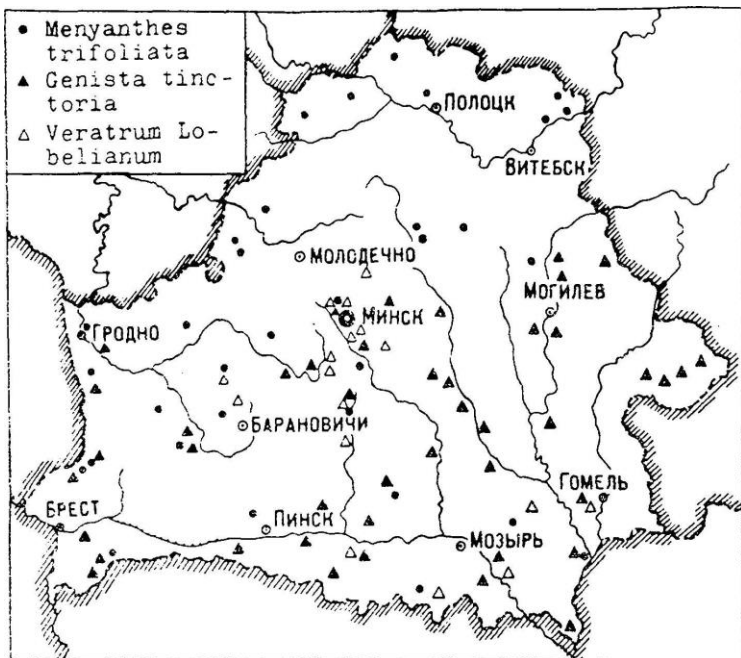 • Menyanthes
trifoliata
▲ Genista tinc-
toria
△ Veratrum Lo-
belianum
ПОЛОЦК
ВИТЕБСК
МОЛОДЕЧНО
МОГИЛЕВ
МИНСК
ГРОДНО
БАРАНОВИЧИ
ГОМЕЛЬ
БРЕСТ
ПИНСК
МОЗЫРЬ